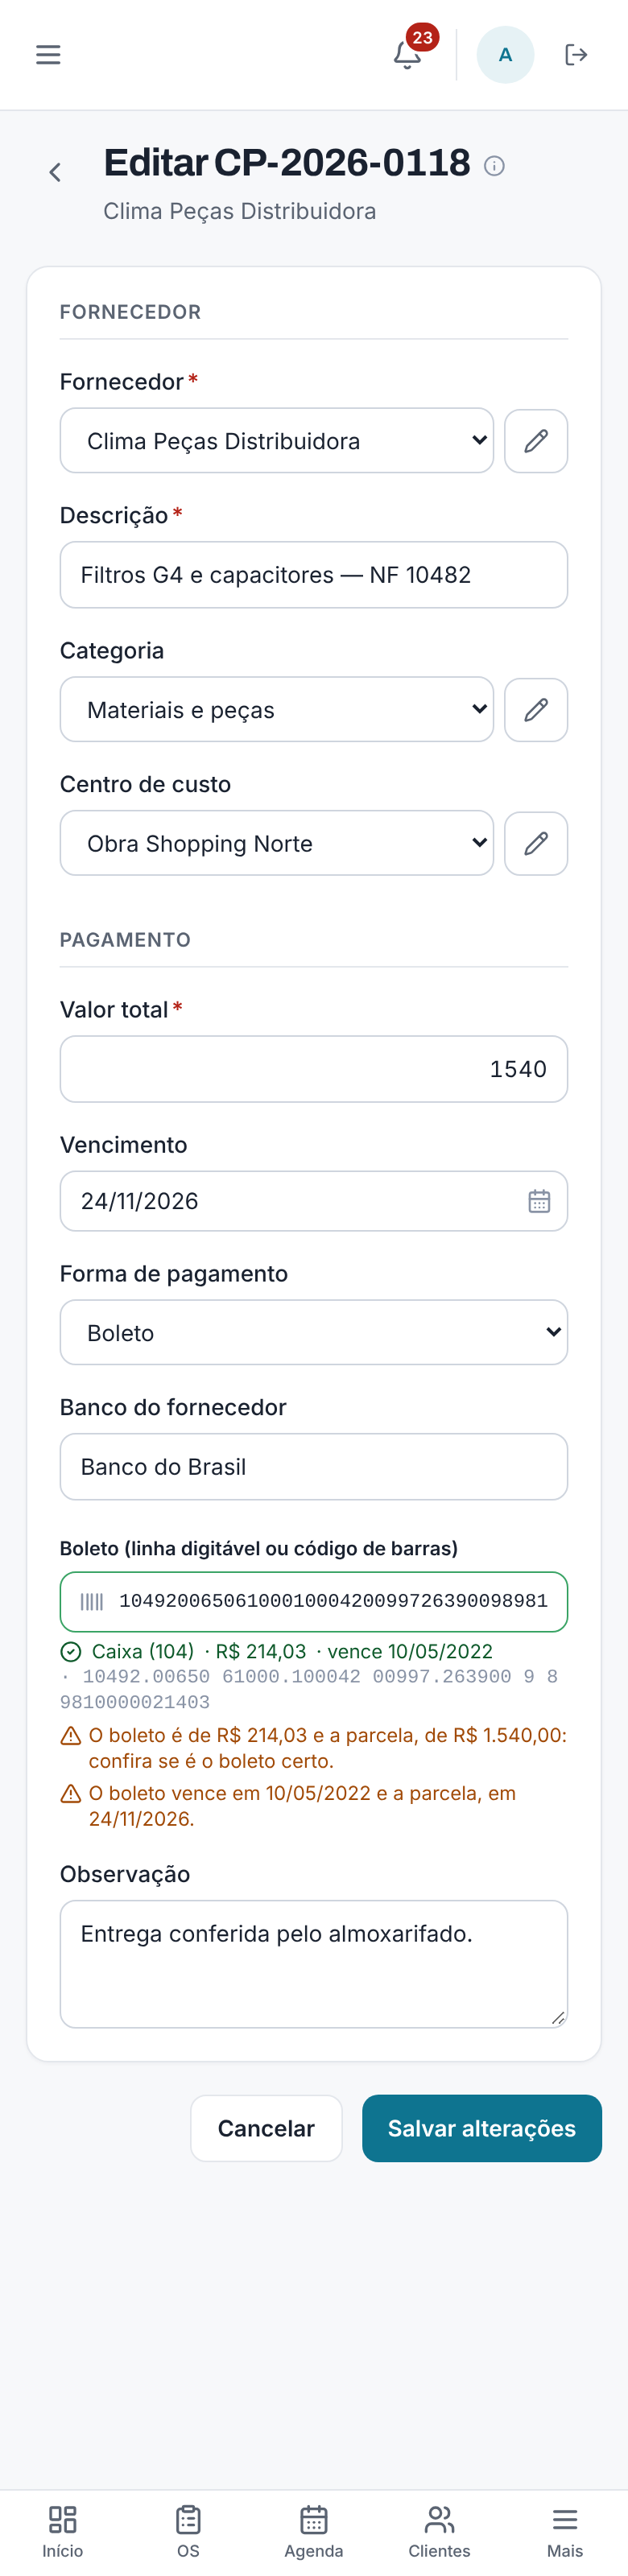 23
A
Editar CP-2026-0118
Clima Peças Distribuidora
FORNECEDOR
Fornecedor *
Clima Peças Distribuidora
Descrição *
Filtros G4 e capacitores — NF 10482
Categoria
Materiais e peças
Centro de custo
Obra Shopping Norte
PAGAMENTO
Valor total *
1540
Vencimento
24/11/2026
Forma de pagamento
Boleto
Banco do fornecedor
Banco do Brasil
Boleto (linha digitável ou código de barras)
1049200650610001000420099726390098981
Caixa (104) · R$ 214,03 · vence 10/05/2022
· 10492.00650 61000.100042 00997.263900 9 8
9810000021403
O boleto é de R$ 214,03 e a parcela, de R$ 1.540,00:
confira se é o boleto certo.
O boleto vence em 10/05/2022 e a parcela, em
24/11/2026.
Observação
Entrega conferida pelo almoxarifado.
Cancelar
Salvar alterações
Início
OS
Agenda
Clientes
Mais